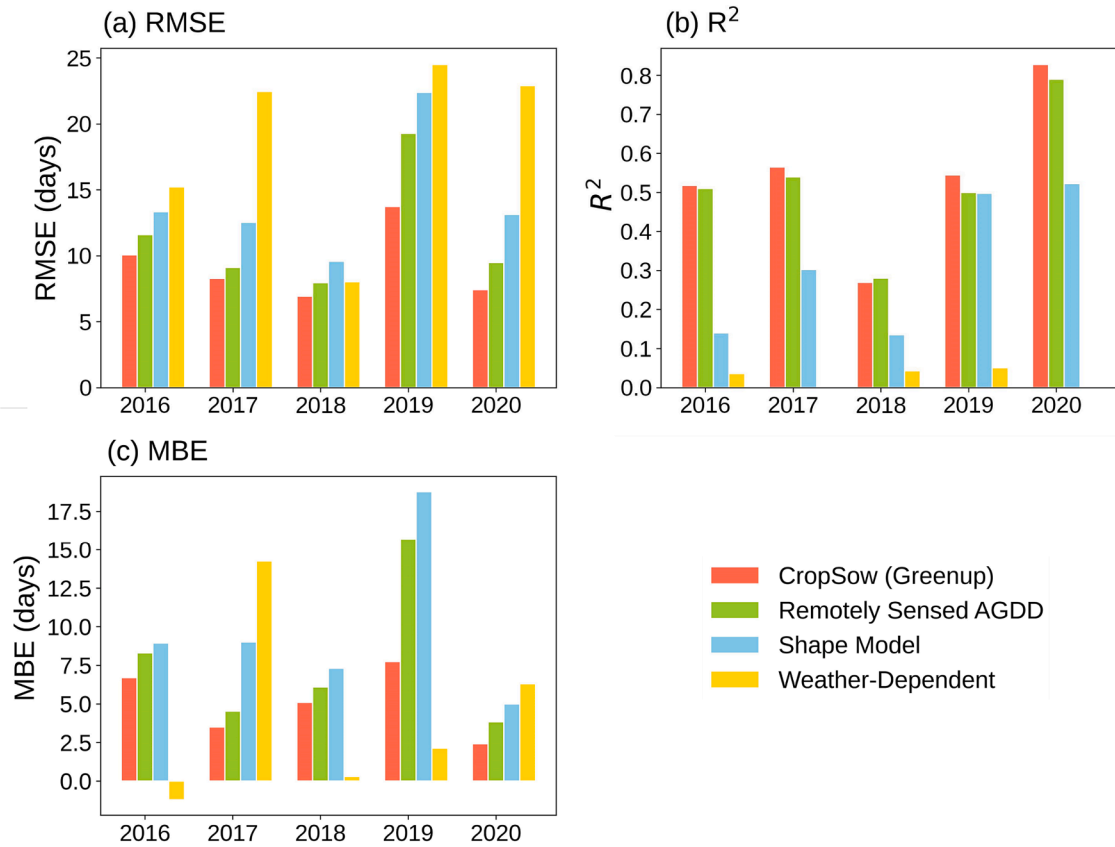 (a) RMSE
RMSE (days)
25
20
15
10
5
0
2016 2017 2018 2019 2020
(b) R²
R²
0.8
0.7
0.6
0.5
0.4
0.3
0.2
0.1
0.0
2016 2017 2018 2019 2020
(c) MBE
MBE (days)
17.5
15.0
12.5
10.0
7.5
5.0
2.5
0.0
2016 2017 2018 2019 2020
CropSow (Greenup)
Remotely Sensed AGDD
Shape Model
Weather-Dependent